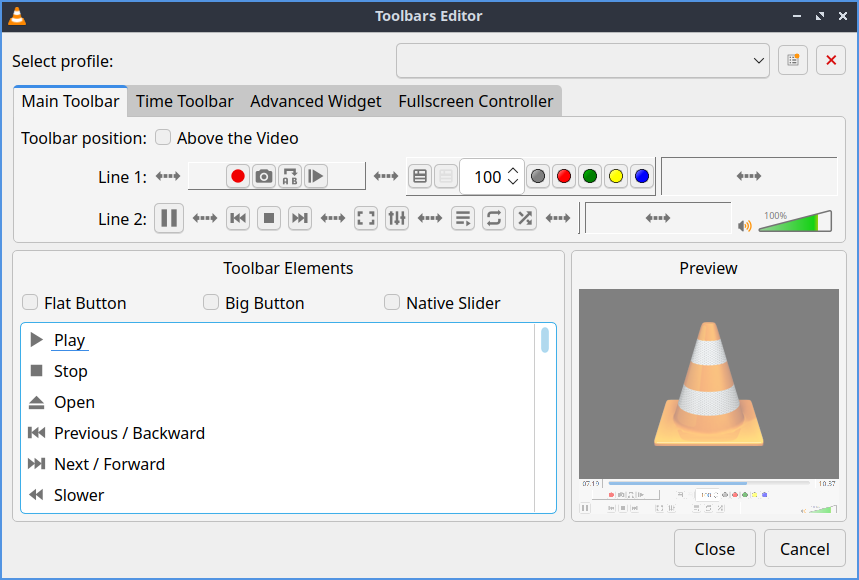 Toolbars Editor
Select profile:
Main Toolbar Time Toolbar Advanced Widget Fullscreen Controller
Toolbar position: Above the Video
Line 1: A B 100
Line 2: 100%
Toolbar Elements
Flat Button Big Button Native Slider
Play
Stop
Open
Previous / Backward
Next / Forward
Slower
Preview
07:19 10:37
100
Close Cancel